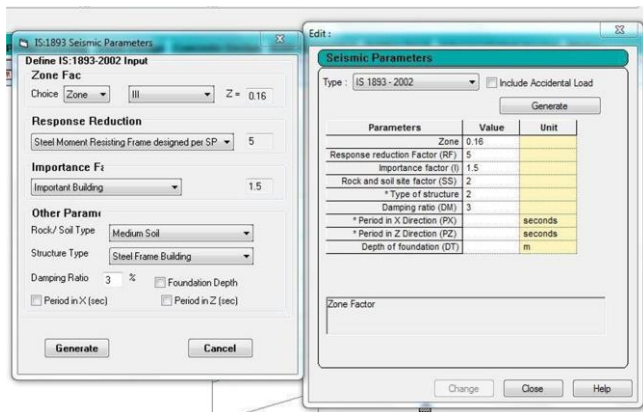 IS:1893 Seismic Parameters
Define IS:1893-2002 Input
Zone Fac
Choice Zone III Z = 0.16
Response Reduction
Steel Moment Resisting Frame designed per SP 5
Importance Fa
Important Building 1.5
Other Parame
Rock/ Soil Type Medium Soil
Structure Type Steel Frame Building
Damping Ratio 3 % Foundation Depth
Period in X (sec) Period in Z (sec)
Generate Cancel
Edit :
Seismic Parameters
Type : IS 1893 - 2002 Include Accidental Load
Generate
Parameters Value Unit
Zone 0.16
Response reduction Factor (RF) 5
Importance factor (I) 1.5
Rock and soil site factor (SS) 2
* Type of structure 2
Damping ratio (DM) 3
* Period in X Direction (PX) seconds
* Period in Z Direction (PZ) seconds
Depth of foundation (DT) m
Zone Factor
Change Close Help